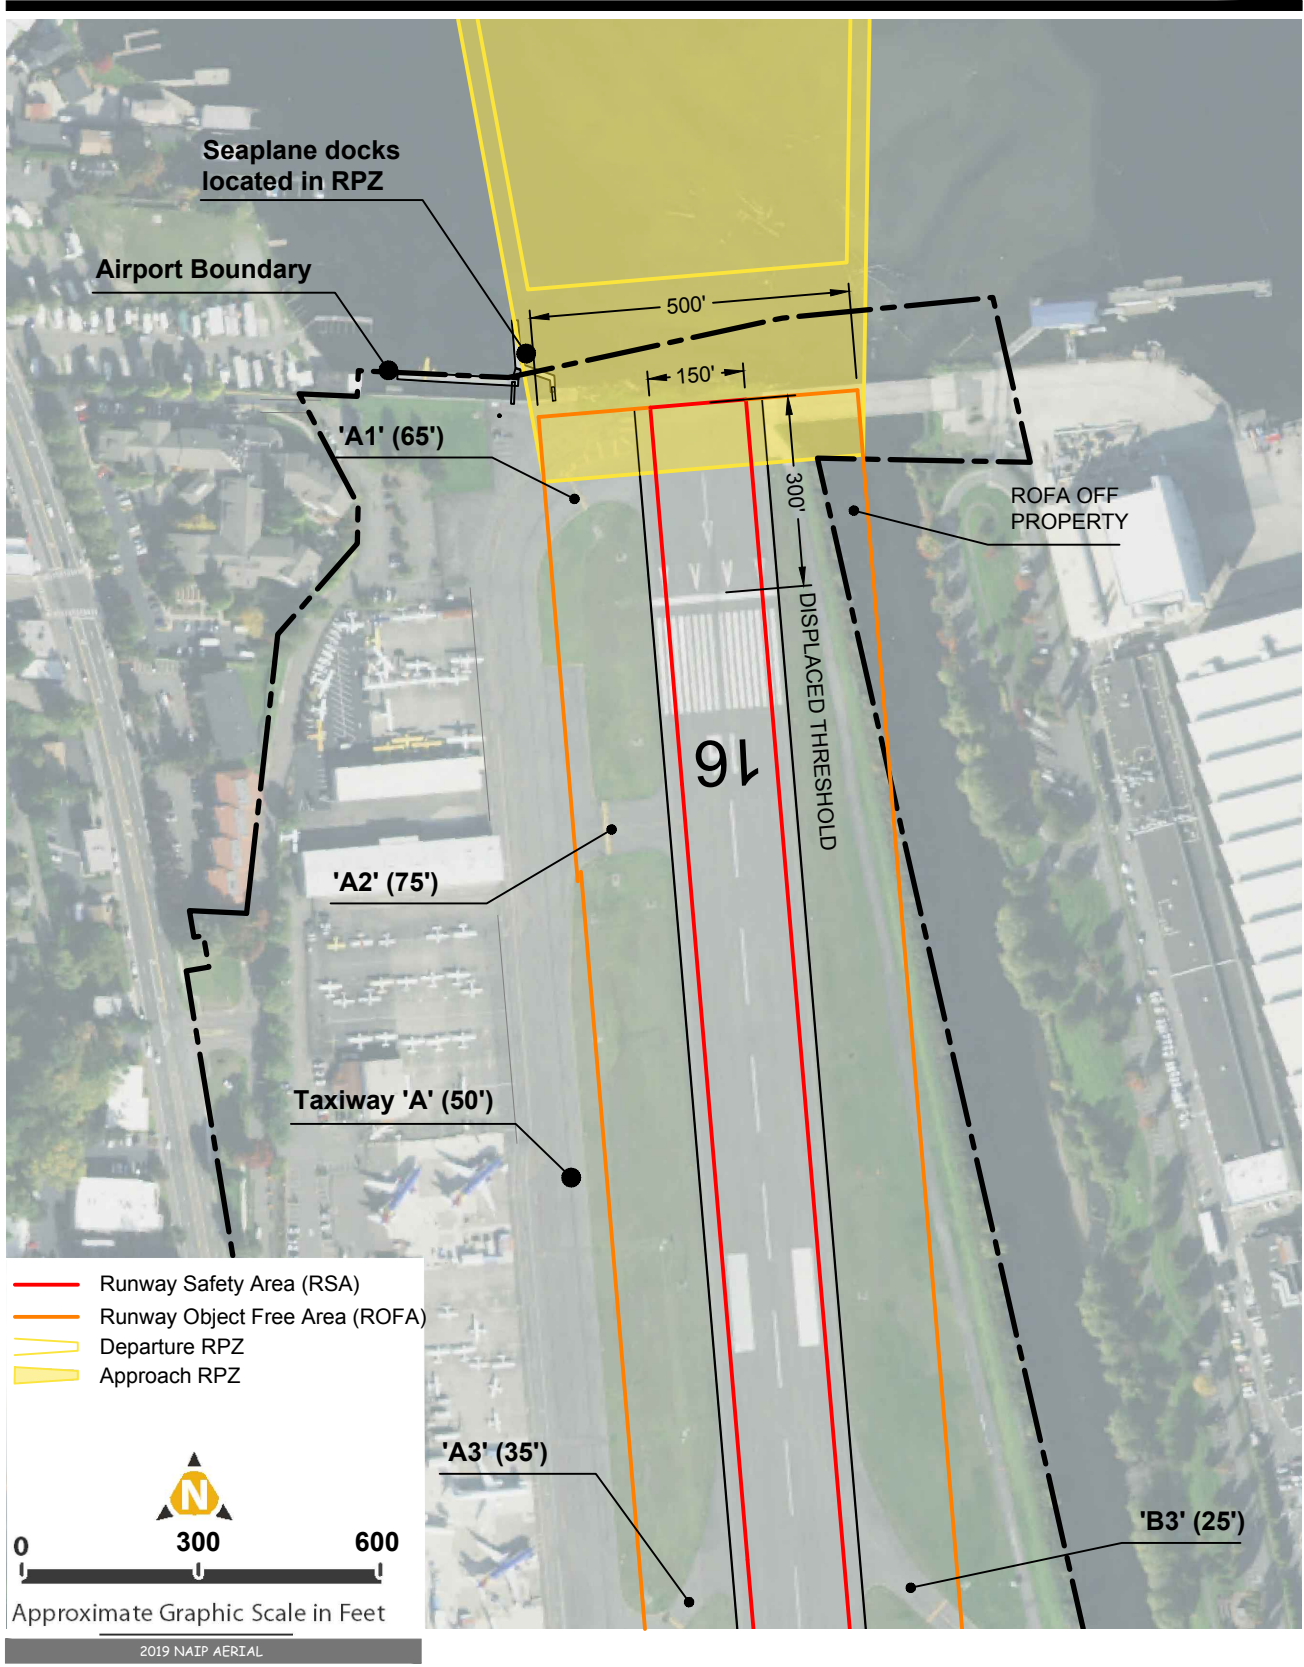 Seaplane docks
located in RPZ
Airport Boundary
500'
150'
'A1' (65')
300'
ROFA OFF
PROPERTY
DISPLACED THRESHOLD
16
'A2' (75')
Taxiway 'A' (50')
Runway Safety Area (RSA)
Runway Object Free Area (ROFA)
Departure RPZ
Approach RPZ
'A3' (35')
'B3' (25')
N
0 300 600
Approximate Graphic Scale in Feet
2019 NAIP AERIAL